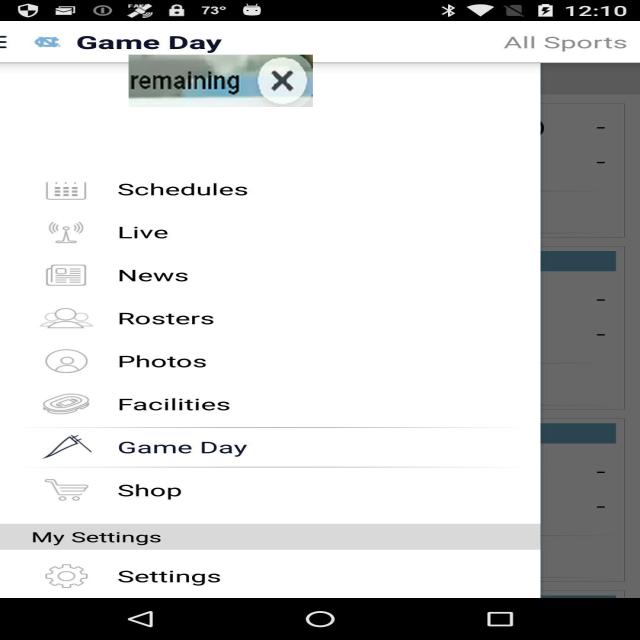 73° 12:10
Game Day All Sports
remaining
Schedules
Live
News
Rosters
Photos
Facilities
Game Day
Shop
My Settings
Settings